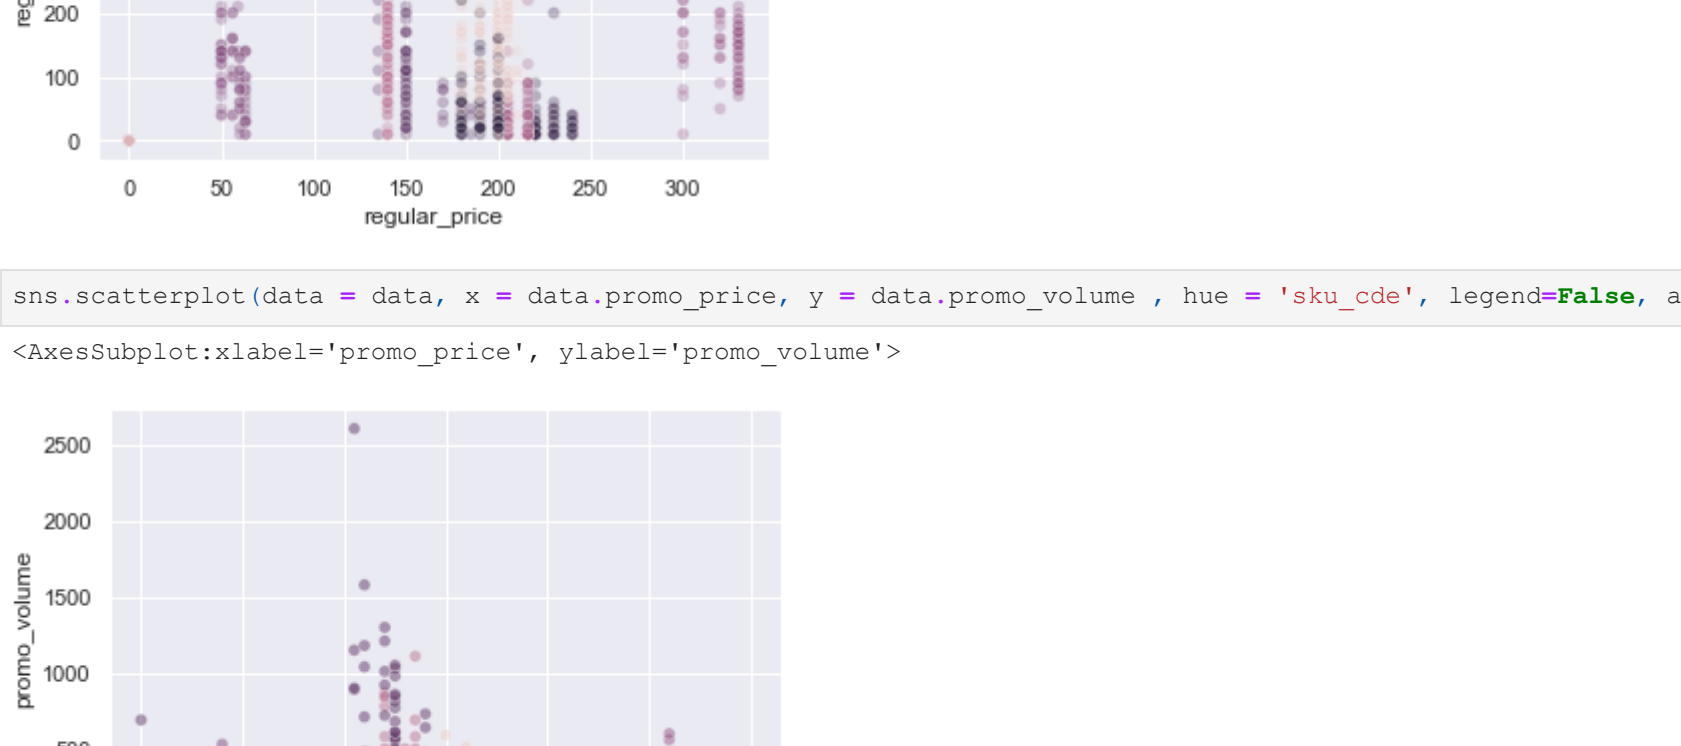 200
100
0
0 50 100 150 200 250 300
regular_price
sns.scatterplot(data = data, x = data.promo_price, y = data.promo_volume , hue = 'sku_cde', legend=False, a
<AxesSubplot:xlabel='promo_price', ylabel='promo_volume'>
2500
2000
1500
1000
promo_volume